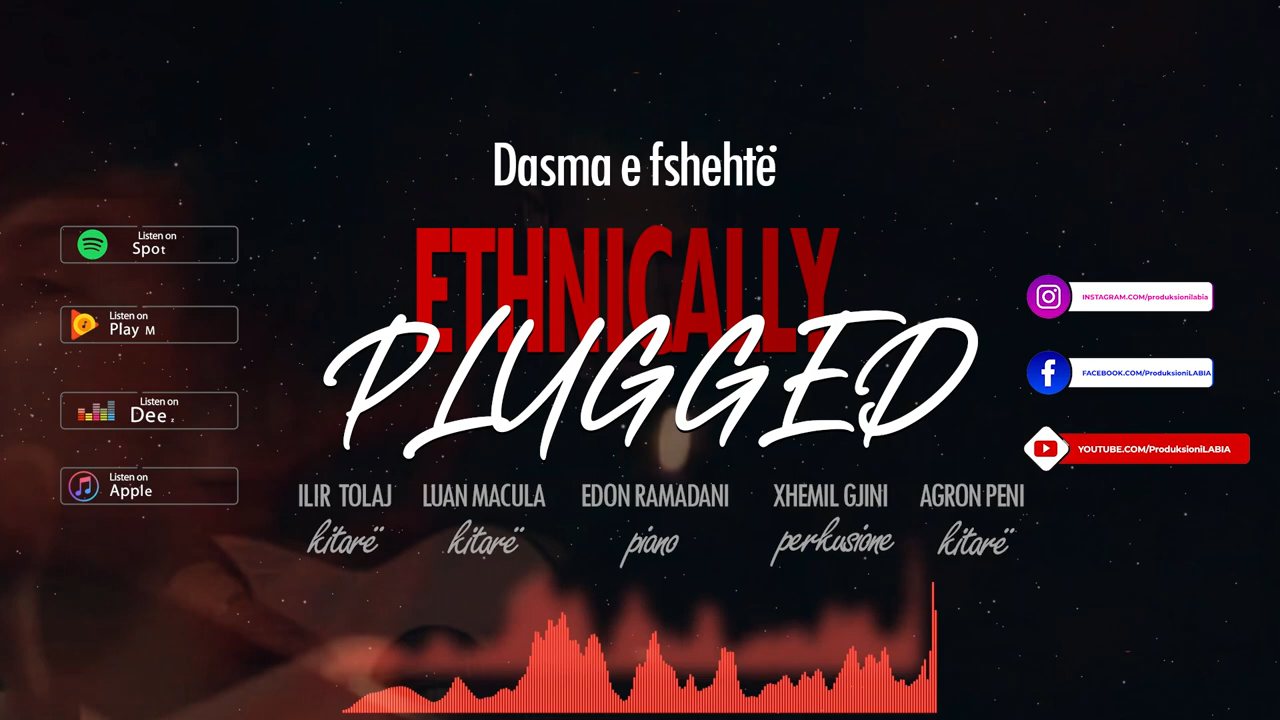 Dasma e fshehtë
ETHNICALLY
PLUGGED
Listen on
Spot
Listen on
Play M
Listen on
Dee z
Listen on
Apple
INSTAGRAM.COM/produksionilabia
FACEBOOK.COM/ProduksioniLABIA
YOUTUBE.COM/ProduksioniLABIA
ILIR TOLAJ
kitarë
LUAN MACULA
kitarë
EDON RAMADANI
piano
XHEMIL GJINI
perkusione
AGRON PENI
kitarë